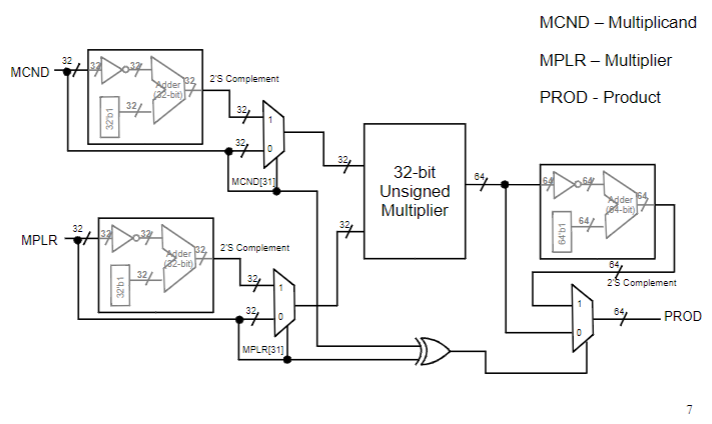 MCND – Multiplicand
MPLR – Multiplier
PROD - Product
MCND
32
32
32
Adder
(32-bit)
32
32'b1
32
2'S Complement
32
1
32
0
MCND[31]
32
32-bit
Unsigned
Multiplier
64
MPLR
32
32
32
Adder
(32-bit)
32
32'b1
32
2'S Complement
32
1
32
0
MPLR[31]
32
64
64
Adder
(64-bit)
64
64'b1
64
64
2'S Complement
1
0
64
PROD
7